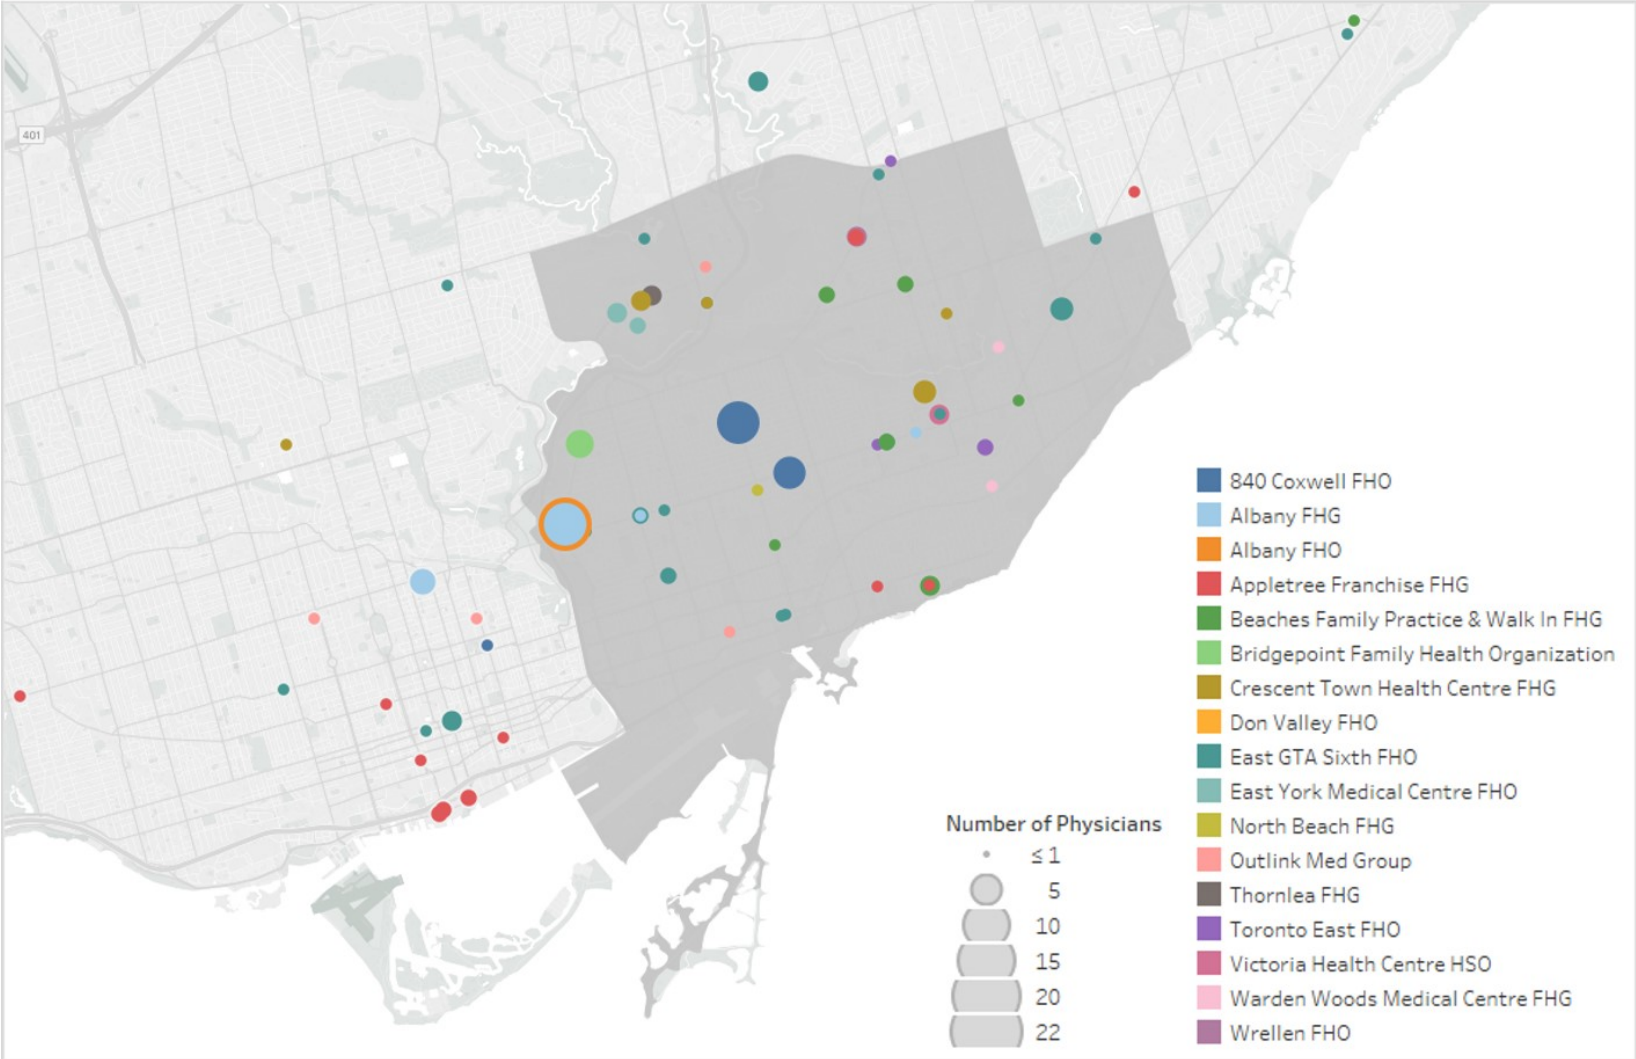 401
840 Coxwell FHO
Albany FHG
Albany FHO
Appletree Franchise FHG
Beaches Family Practice & Walk In FHG
Bridgepoint Family Health Organization
Crescent Town Health Centre FHG
Don Valley FHO
East GTA Sixth FHO
East York Medical Centre FHO
North Beach FHG
Outlink Med Group
Thornlea FHG
Toronto East FHO
Victoria Health Centre HSO
Warden Woods Medical Centre FHG
Wrellen FHO
Number of Physicians
≤ 1
5
10
15
20
22